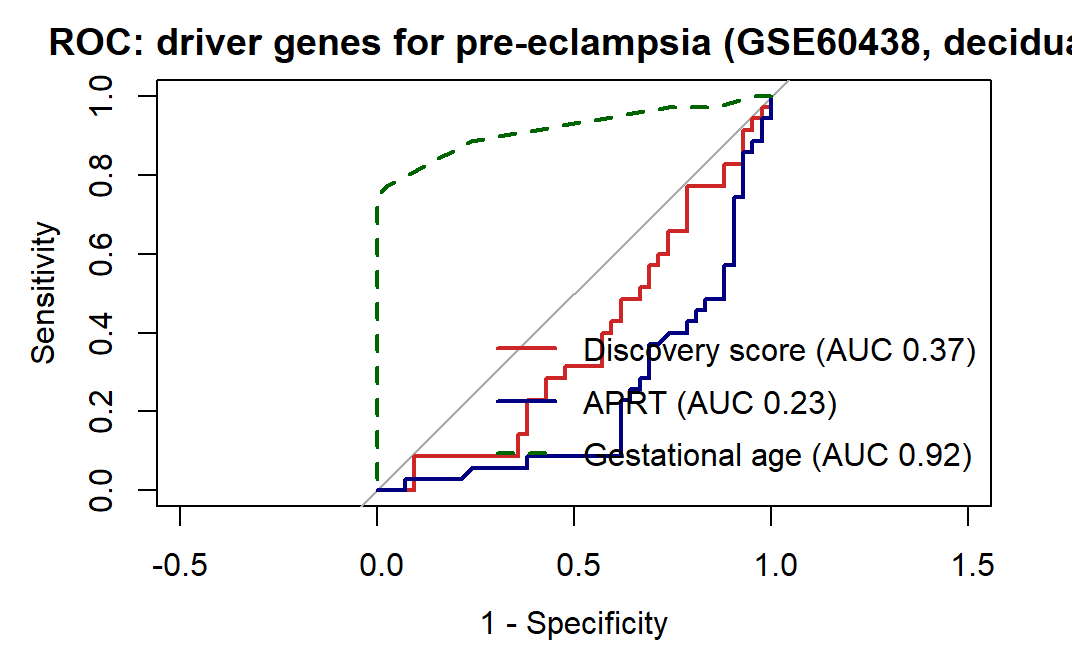 ROC: driver genes for pre-eclampsia (GSE60438, decidua
1.0
0.8
0.6
0.4
0.2
0.0
Sensitivity
Discovery score (AUC 0.37)
APRT (AUC 0.23)
Gestational age (AUC 0.92)
-0.5 0.0 0.5 1.0 1.5
1 - Specificity